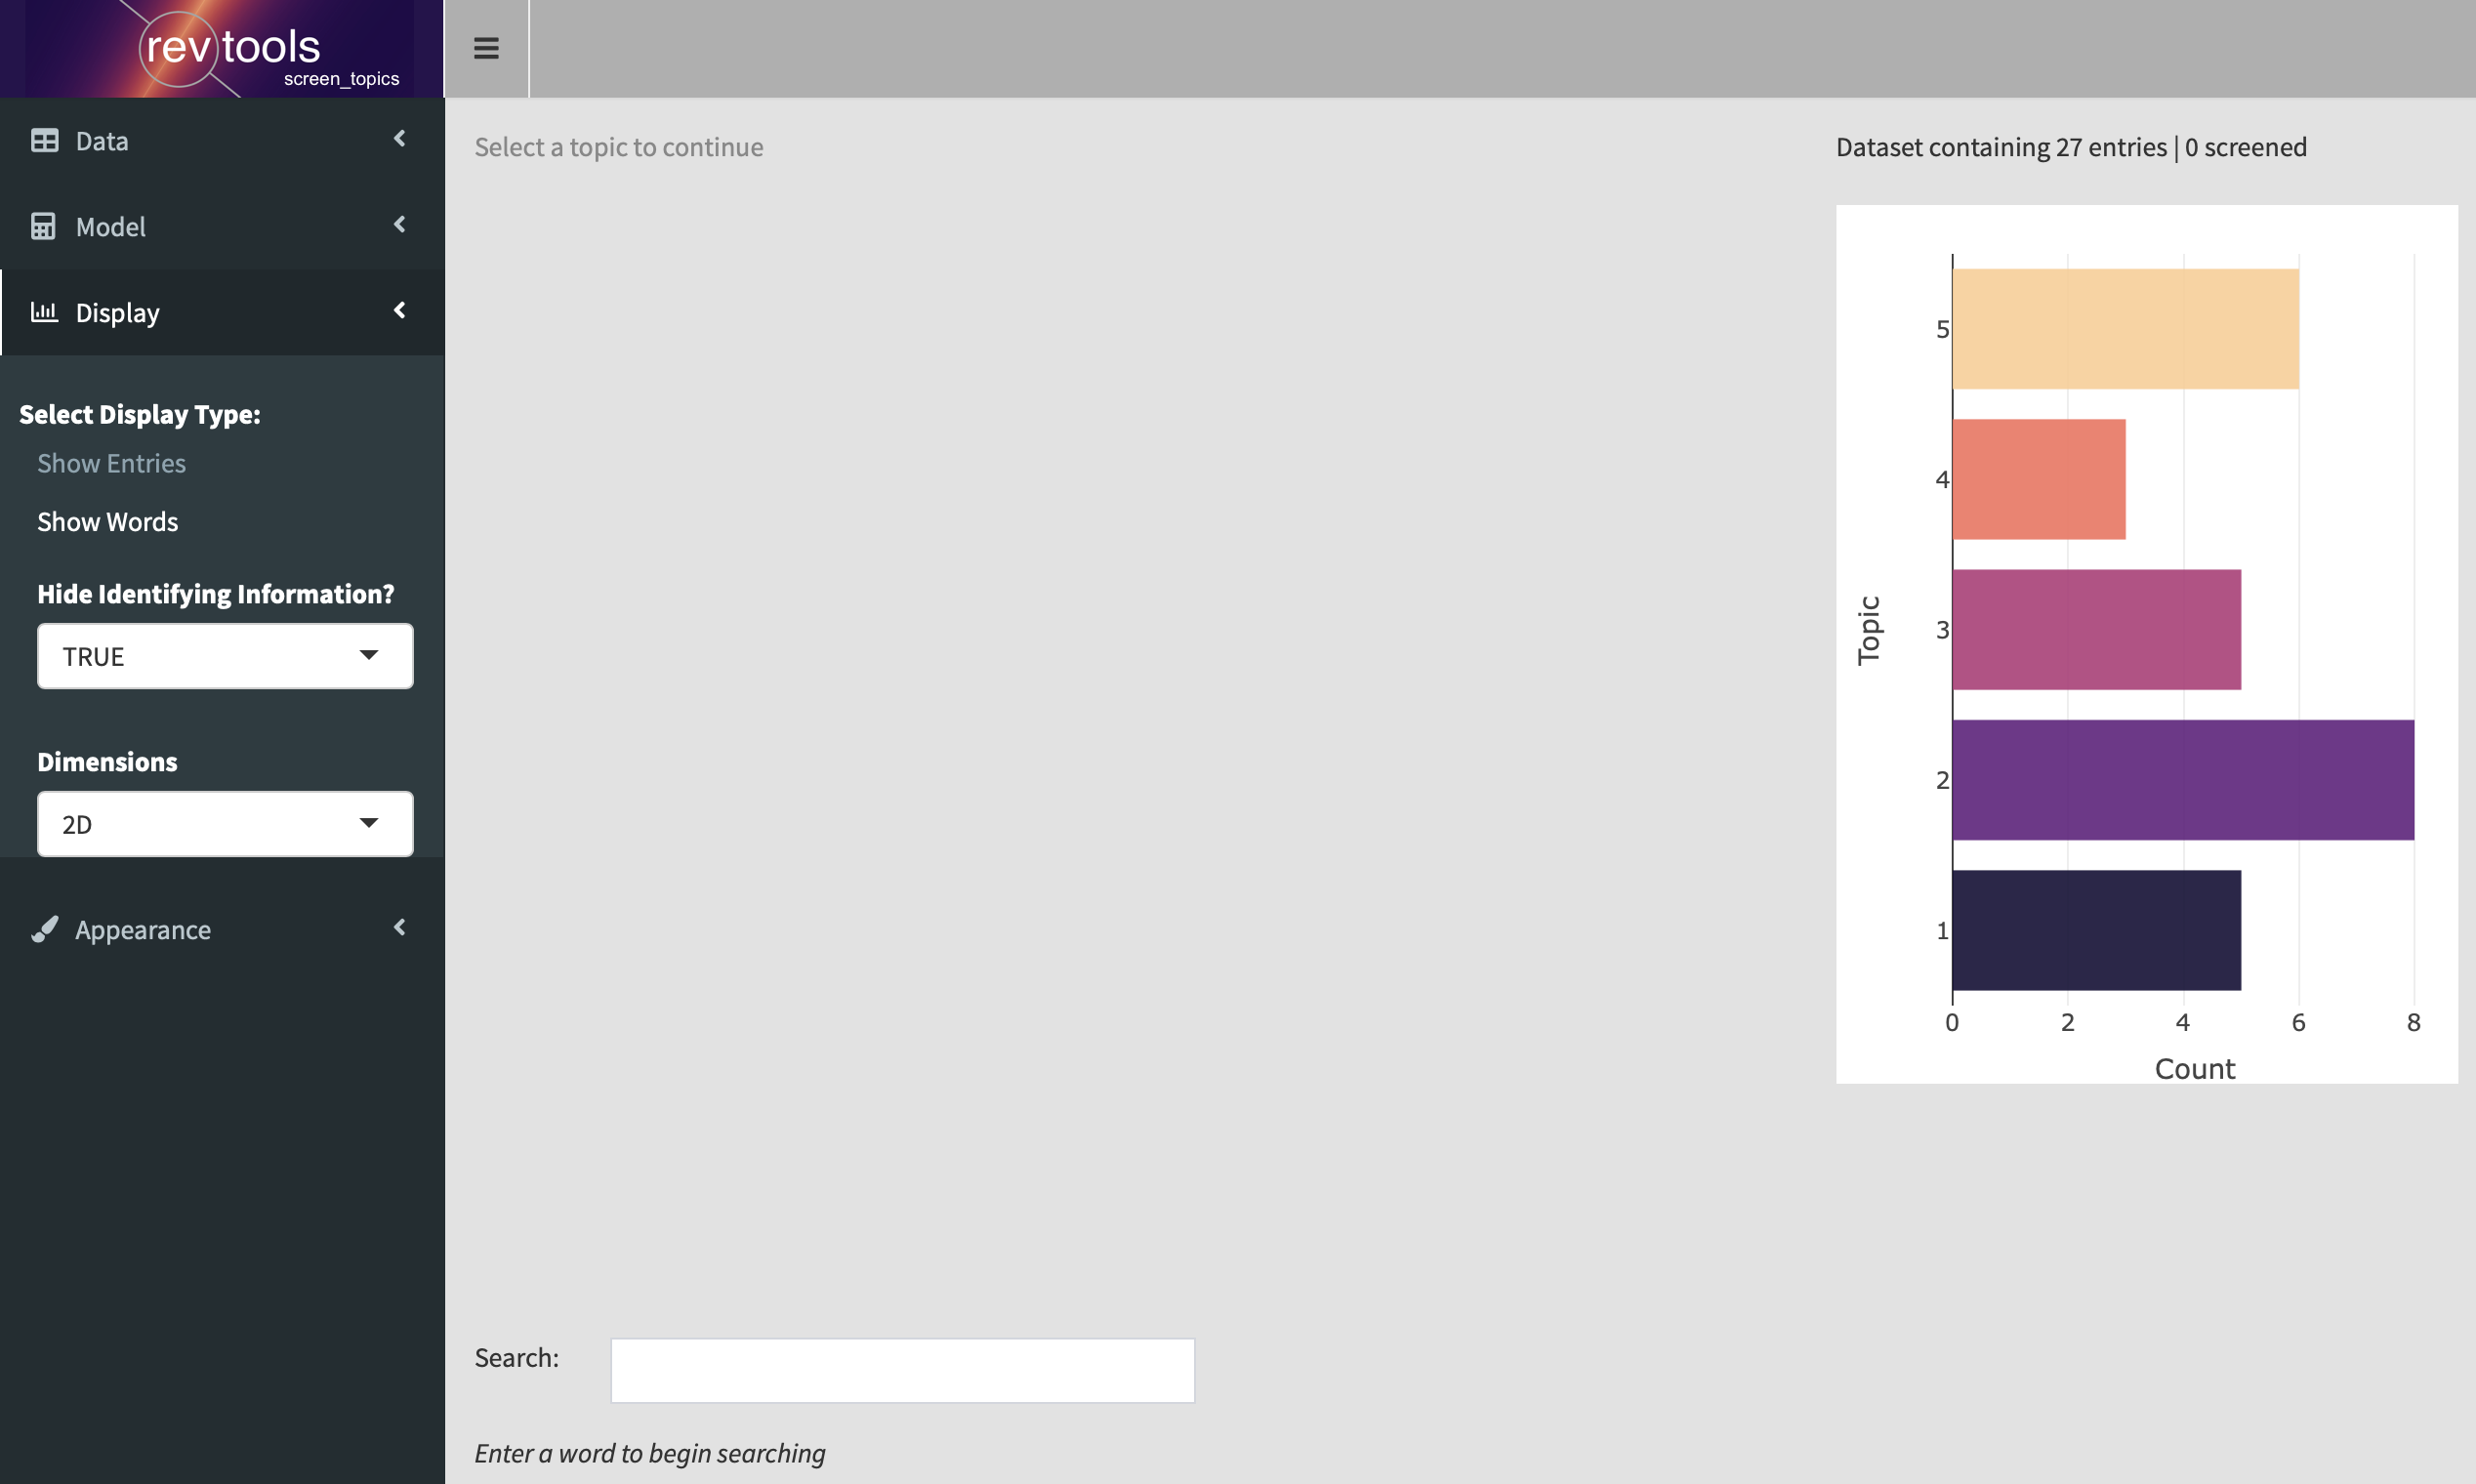 rev tools
screen_topics
Data
Model
Display
Select Display Type:
Show Entries
Show Words
Hide Identifying Information?
TRUE
Dimensions
2D
Appearance
Select a topic to continue
Search:
Enter a word to begin searching
Dataset containing 27 entries | 0 screened
Topic
5
4
3
2
1
0 2 4 6 8
Count